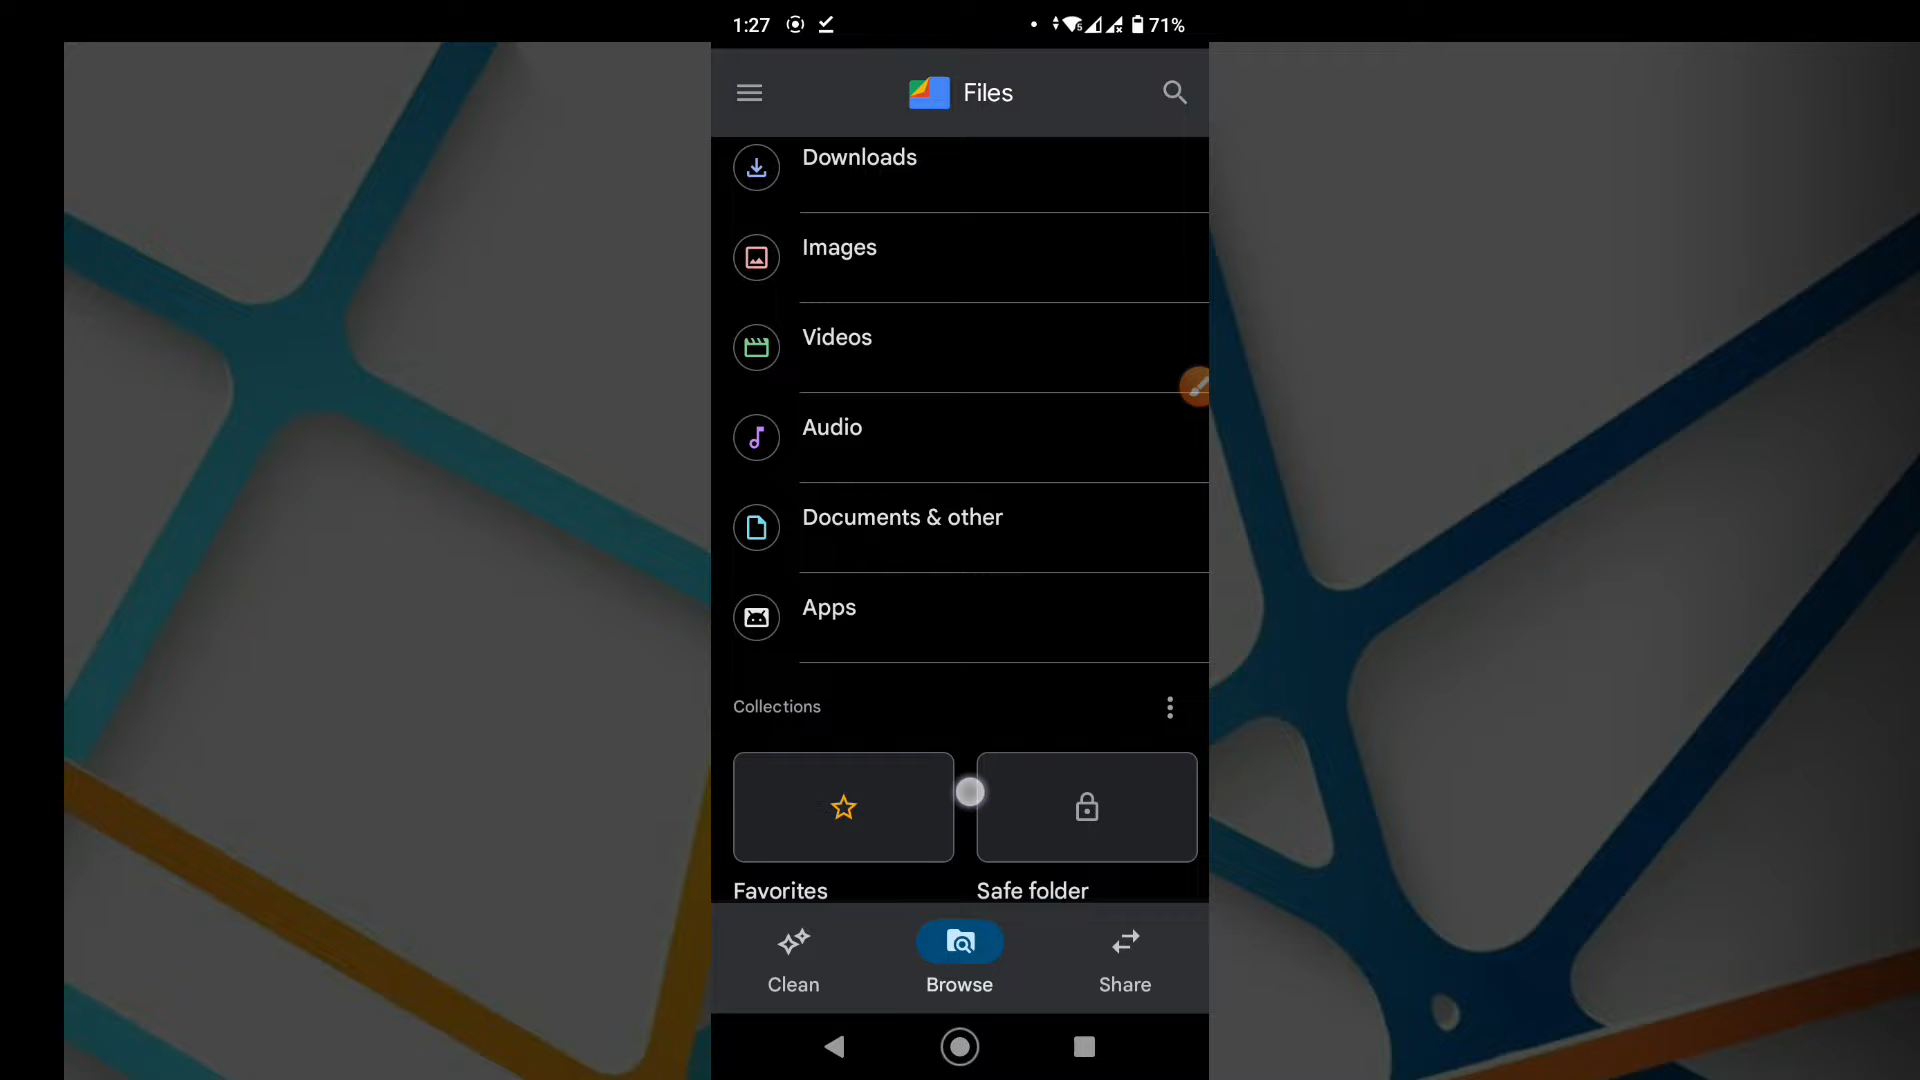 1:27
71%
Files
Downloads
Images
Videos
Audio
Documents & other
Apps
Collections
Favorites
Safe folder
Clean
Browse
Share